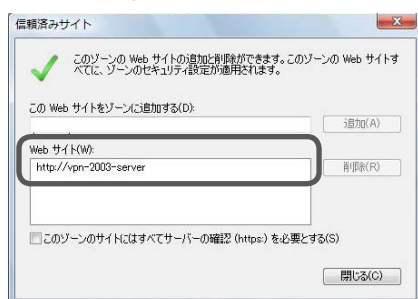 信頼済みサイト
このゾーンの Web サイトの追加と削除ができます。このゾーンの Web サイトす
べてに、ゾーンのセキュリティ設定が適用されます。
この Web サイトをゾーンに追加する(D):
追加(A)
Web サイト(W):
http://vpn-2003-server
削除(R)
このゾーンのサイトにはすべてサーバーの確認 (https:) を必要とする(S)
閉じる(C)